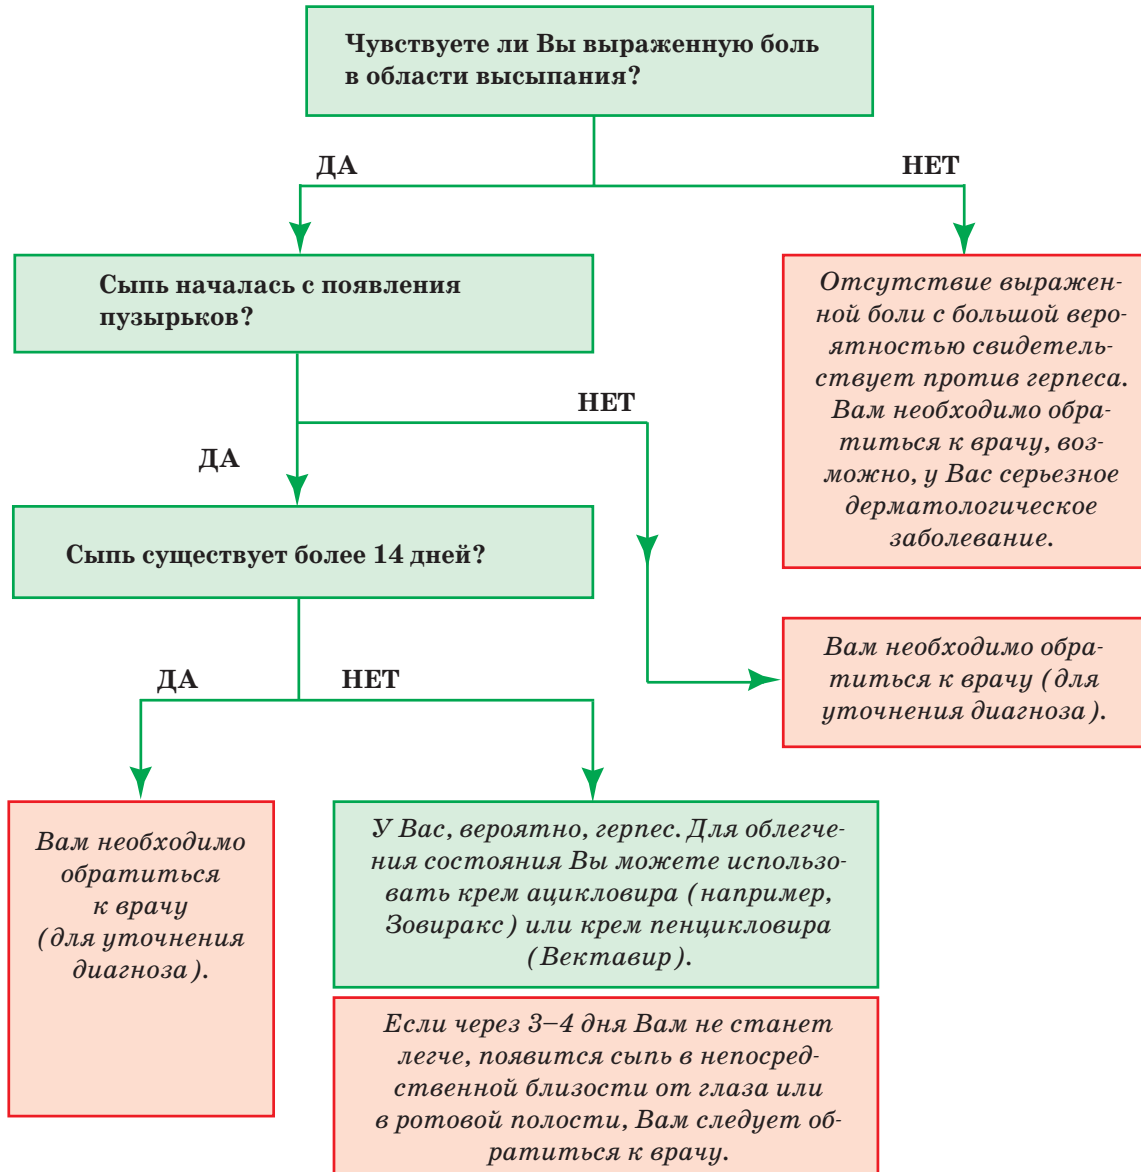 Чувствуете ли Вы выраженную боль
в области высыпания?
ДА
НЕТ
Сыпь началась с появления
пузырьков?
Отсутствие выражен-
ной боли с большой веро-
ятностью свидетель-
ствует против герпеса.
Вам необходимо обра-
титься к врачу, воз-
можно, у Вас серьезное
дерматологическое
заболевание.
НЕТ
ДА
Сыпь существует более 14 дней?
Вам необходимо обра-
титься к врачу (для
уточнения диагноза).
ДА
НЕТ
Вам необходимо
обратиться
к врачу
(для уточнения
диагноза).
У Вас, вероятно, герпес. Для облегче-
ния состояния Вы можете использо-
вать крем ацикловира (например,
Зовиракс) или крем пенцикловира
(Вектавир).
Если через 3–4 дня Вам не станет
легче, появится сыпь в непосред-
ственной близости от глаза или
в ротовой полости, Вам следует об-
ратиться к врачу.